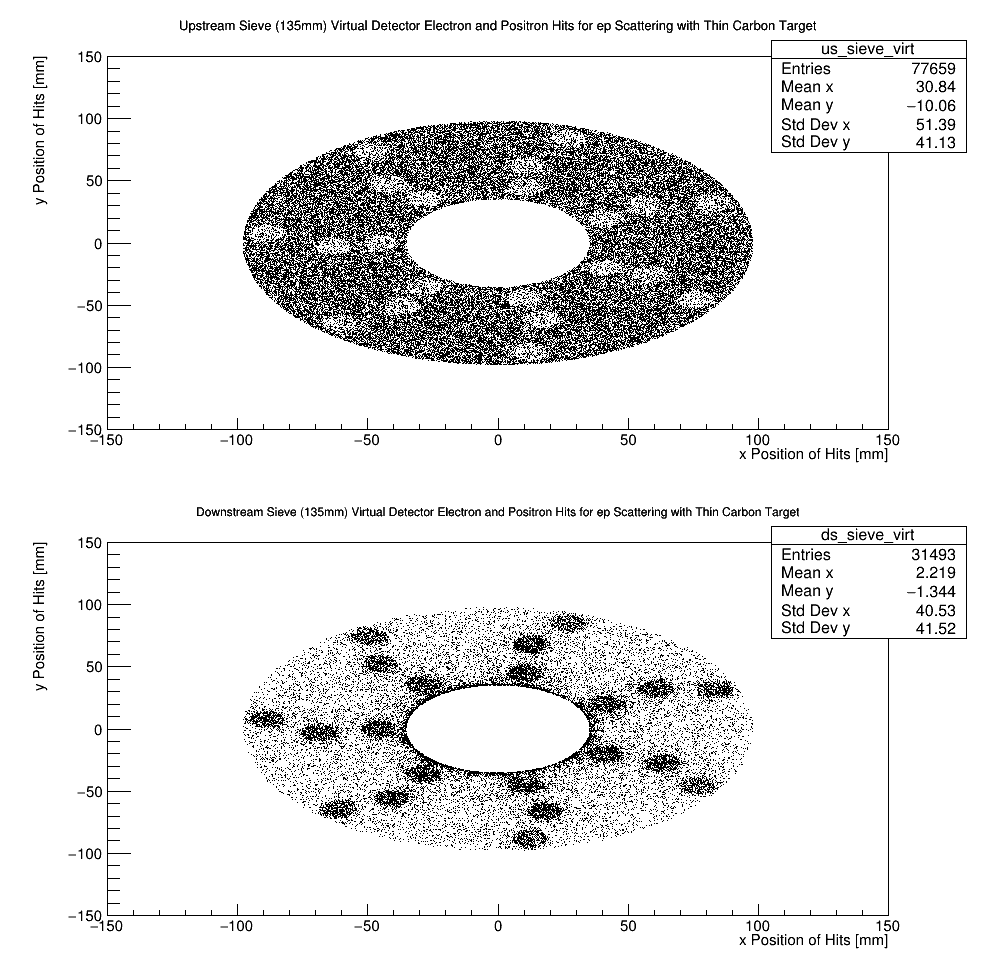 Upstream Sieve (135mm) Virtual Detector Electron and Positron Hits for ep Scattering with Thin Carbon Target
us_sieve_virt
Entries 77659
Mean x 30.84
Mean y −10.06
Std Dev x 51.39
Std Dev y 41.13
y Position of Hits [mm]
150
100
50
0
−50
−100
−150
−150 −100 −50 0 50 100 150
x Position of Hits [mm]
Downstream Sieve (135mm) Virtual Detector Electron and Positron Hits for ep Scattering with Thin Carbon Target
ds_sieve_virt
Entries 31493
Mean x 2.219
Mean y −1.344
Std Dev x 40.53
Std Dev y 41.52
y Position of Hits [mm]
150
100
50
0
−50
−100
−150
−150 −100 −50 0 50 100 150
x Position of Hits [mm]